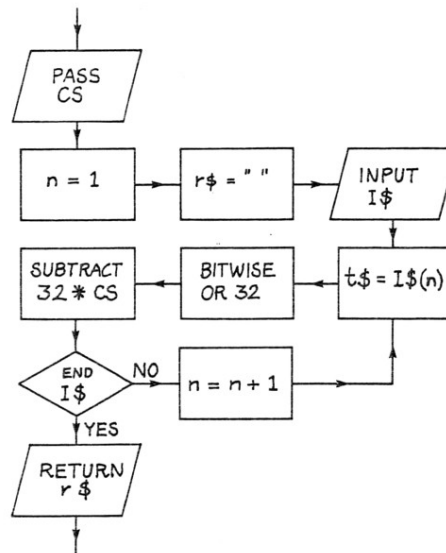 PASS
CS
n = 1
r$ = " "
INPUT
I$
t$ = I$(n)
BITWISE
OR 32
SUBTRACT
32 * CS
END
I$
NO
n = n + 1
YES
RETURN
r$